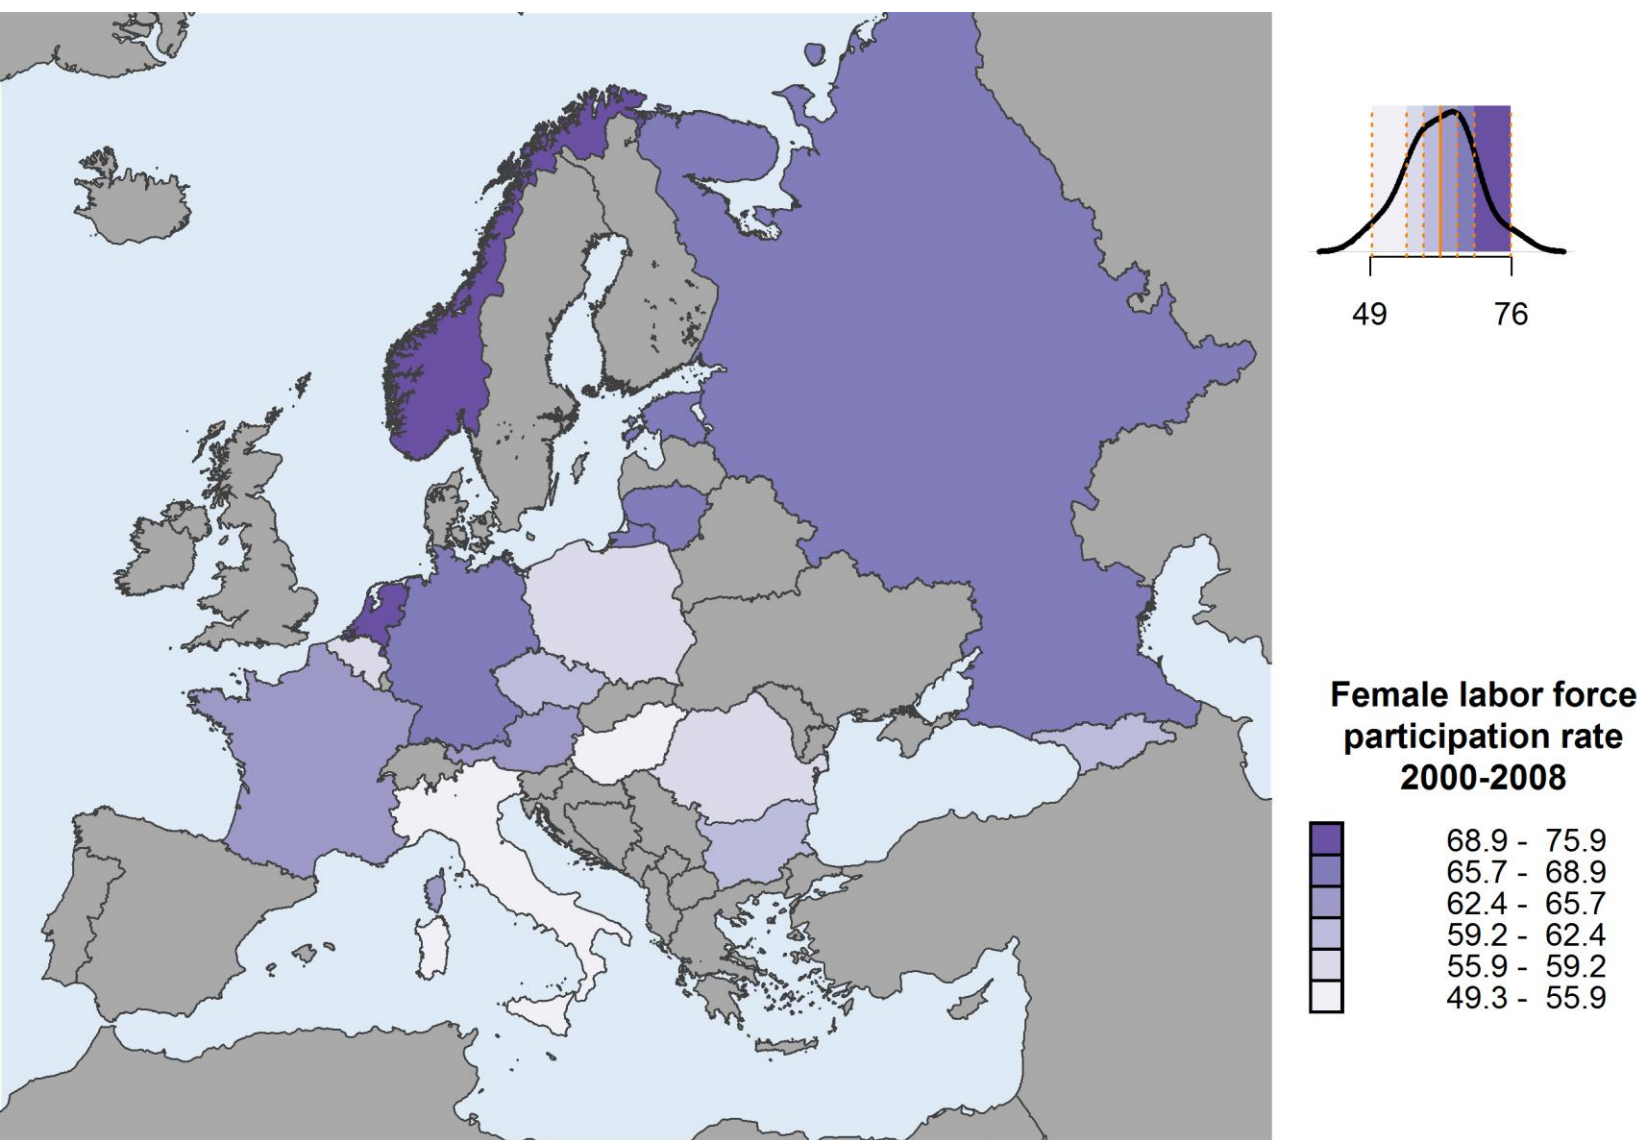 49 76
Female labor force
participation rate
2000-2008
68.9 - 75.9
65.7 - 68.9
62.4 - 65.7
59.2 - 62.4
55.9 - 59.2
49.3 - 55.9